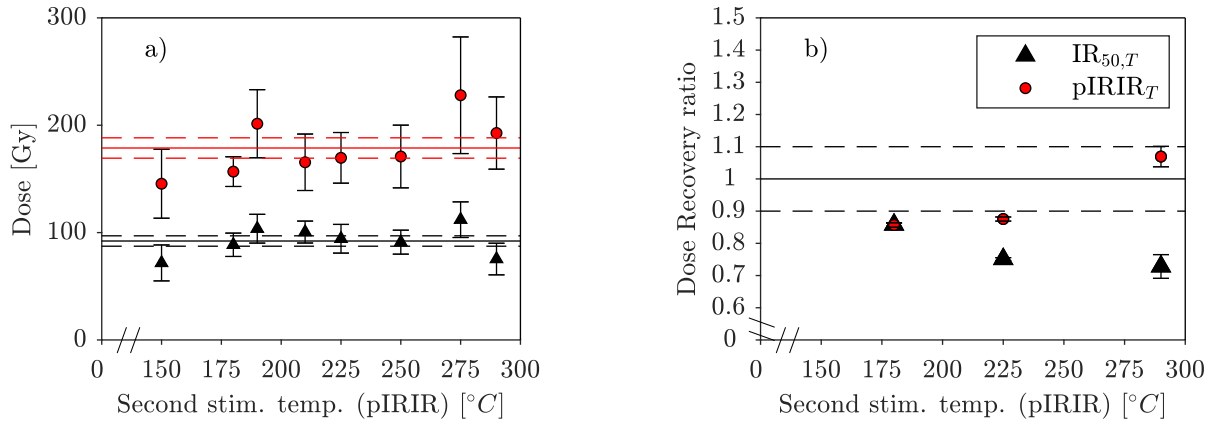 a)
300
200
100
0
Dose [Gy]
0 150 175 200 225 250 275 300
Second stim. temp. (pIRIR) [°C]
b)
IR50,T
pIRIRT
1.5
1.4
1.3
1.2
1.1
1
0.9
0.8
0.7
0.6
0
Dose Recovery ratio
0 150 175 200 225 250 275 300
Second stim. temp. (pIRIR) [°C]